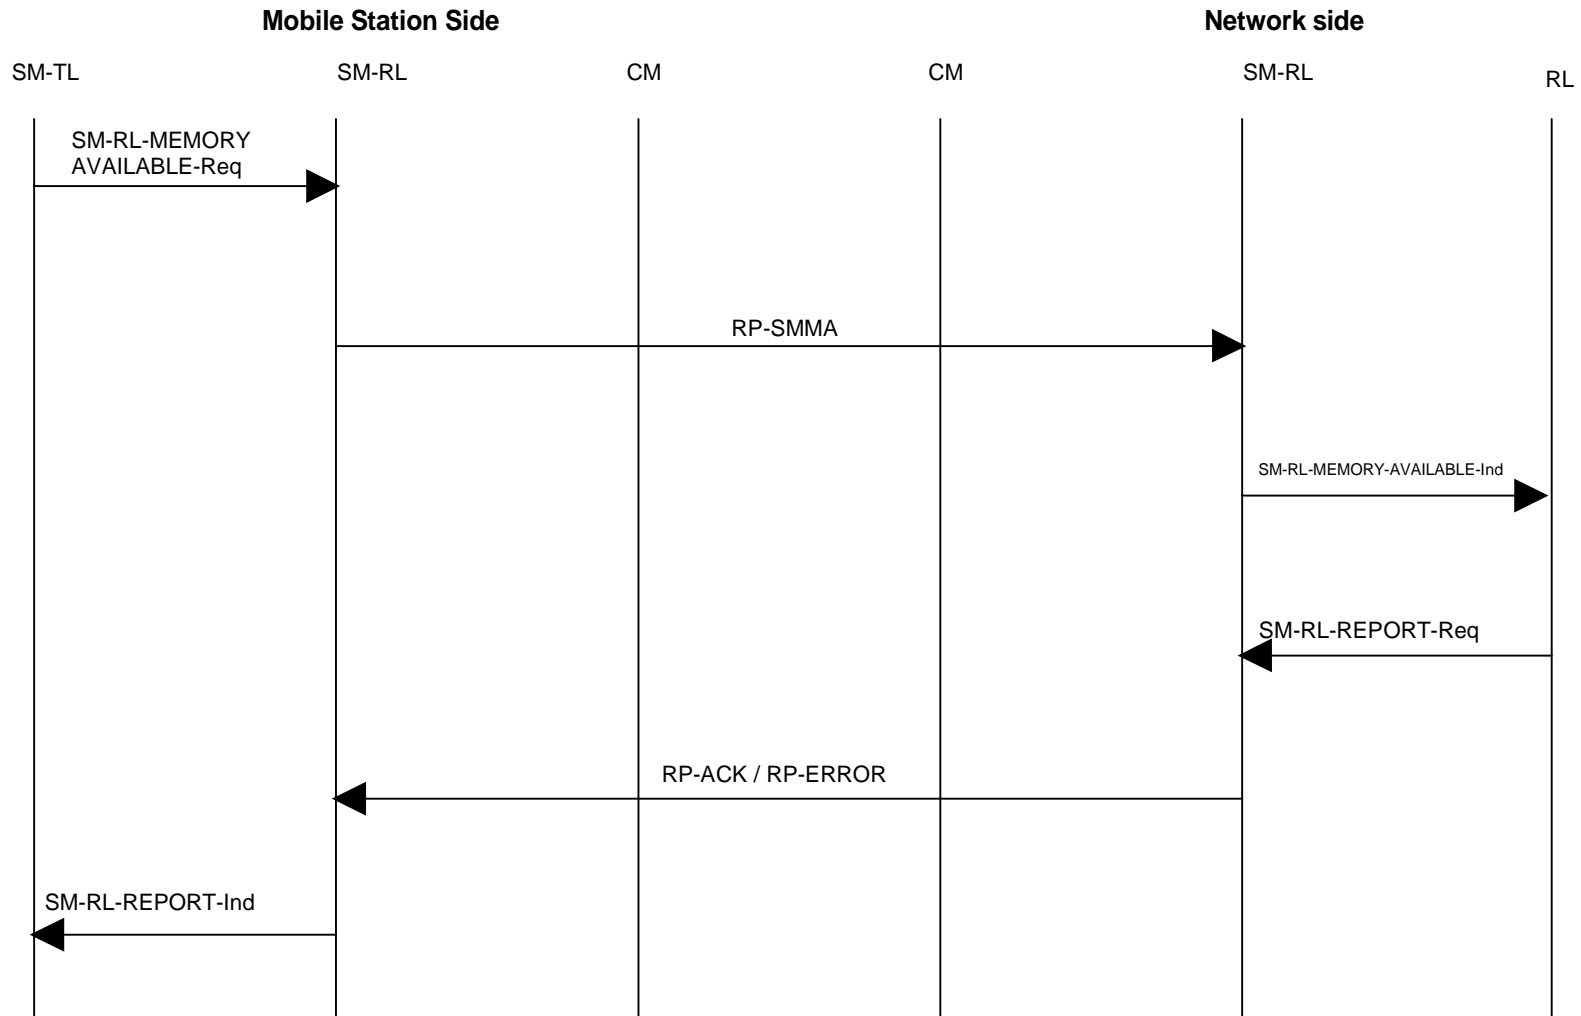 Mobile Station Side
Network side
SM-TL
SM-RL
CM
CM
SM-RL
RL
SM-RL-MEMORY
AVAILABLE-Req
RP-SMMA
SM-RL-MEMORY-AVAILABLE-Ind
SM-RL-REPORT-Req
RP-ACK / RP-ERROR
SM-RL-REPORT-Ind